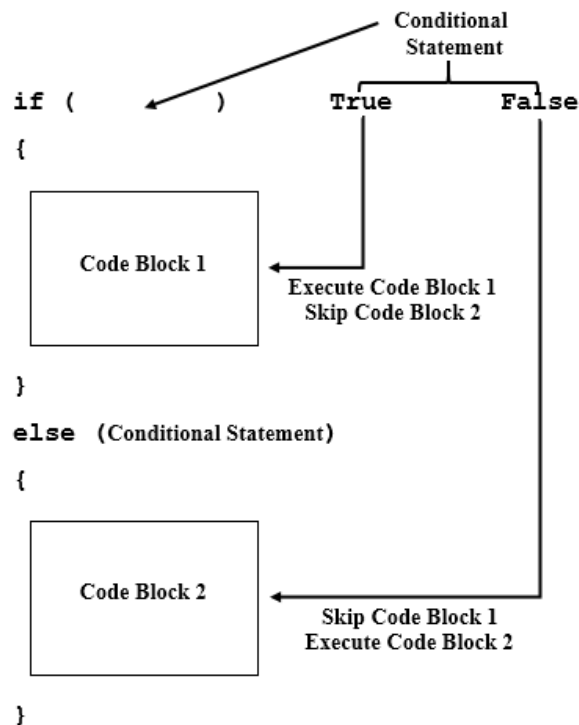 Conditional
Statement
if ( ) True False
{
Code Block 1
Execute Code Block 1
Skip Code Block 2
}
else (Conditional Statement)
{
Code Block 2
Skip Code Block 1
Execute Code Block 2
}